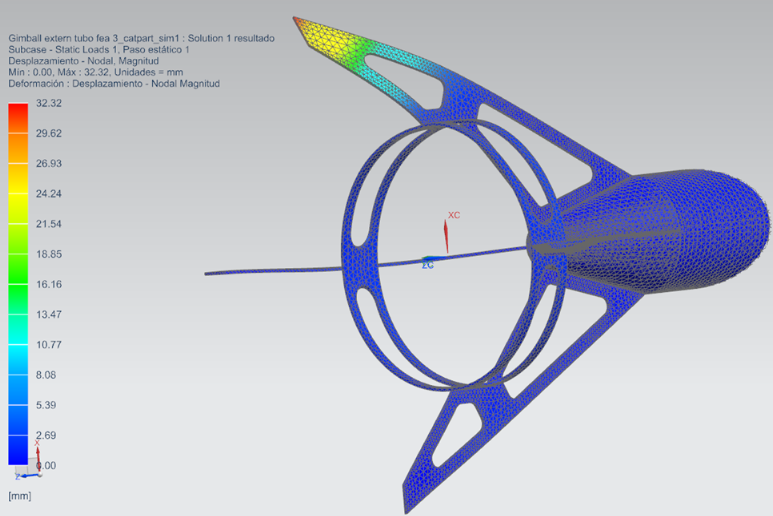 Gimball extern tubo fea 3_catpart_sim1 : Solution 1 resultado
Subcase - Static Loads 1, Paso estático 1
Desplazamiento - Nodal, Magnitud
Mín : 0.00, Máx : 32.32, Unidades = mm
Deformación : Desplazamiento - Nodal Magnitud
32.32
29.62
26.93
24.24
21.54
18.85
16.16
13.47
10.77
8.08
5.39
2.69
0.00
[mm]
XC
ZC
X
Z